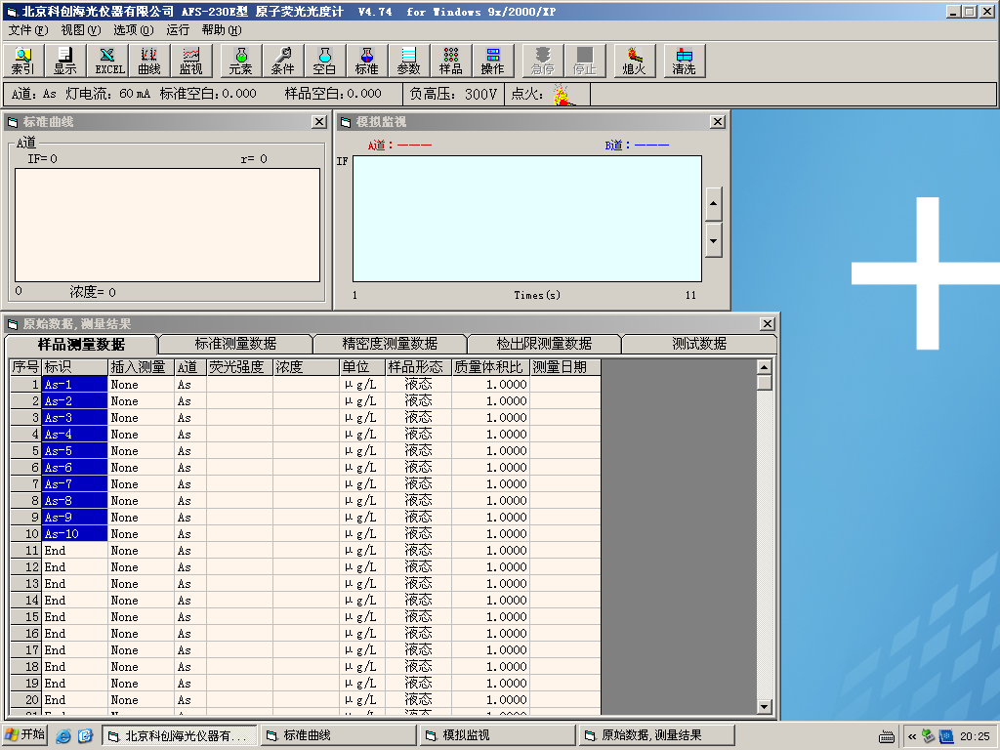 北京科创海光仪器有限公司 AFS-230E型 原子荧光光度计 V4.74 for Windows 9x/2000/XP
文件(F) 视图(V) 选项(O) 运行 帮助(H)
索引 显示 EXCEL 曲线 监视 元素 条件 空白 标准 参数 样品 操作 急停 停止 熄火 清洗
A道: As 灯电流: 60 mA 标准空白:0.000 样品空白:0.000 负高压: 300V 点火:
标准曲线
A道
IF= 0 r= 0
0 浓度= 0
模拟监视
A道:——— B道:———
IF
1 Times(s) 11
原始数据,测量结果
样品测量数据 标准测量数据 精密度测量数据 检出限测量数据 测试数据
序号 标识 插入测量 A道 荧光强度 浓度 单位 样品形态 质量体积比 测量日期
1 As-1 None As μg/L 液态 1.0000
2 As-2 None As μg/L 液态 1.0000
3 As-3 None As μg/L 液态 1.0000
4 As-4 None As μg/L 液态 1.0000
5 As-5 None As μg/L 液态 1.0000
6 As-6 None As μg/L 液态 1.0000
7 As-7 None As μg/L 液态 1.0000
8 As-8 None As μg/L 液态 1.0000
9 As-9 None As μg/L 液态 1.0000
10 As-10 None As μg/L 液态 1.0000
11 End None As μg/L 液态 1.0000
12 End None As μg/L 液态 1.0000
13 End None As μg/L 液态 1.0000
14 End None As μg/L 液态 1.0000
15 End None As μg/L 液态 1.0000
16 End None As μg/L 液态 1.0000
17 End None As μg/L 液态 1.0000
18 End None As μg/L 液态 1.0000
19 End None As μg/L 液态 1.0000
20 End None As μg/L 液态 1.0000
开始 北京科创海光仪器有... 标准曲线 模拟监视 原始数据,测量结果 « 20:25